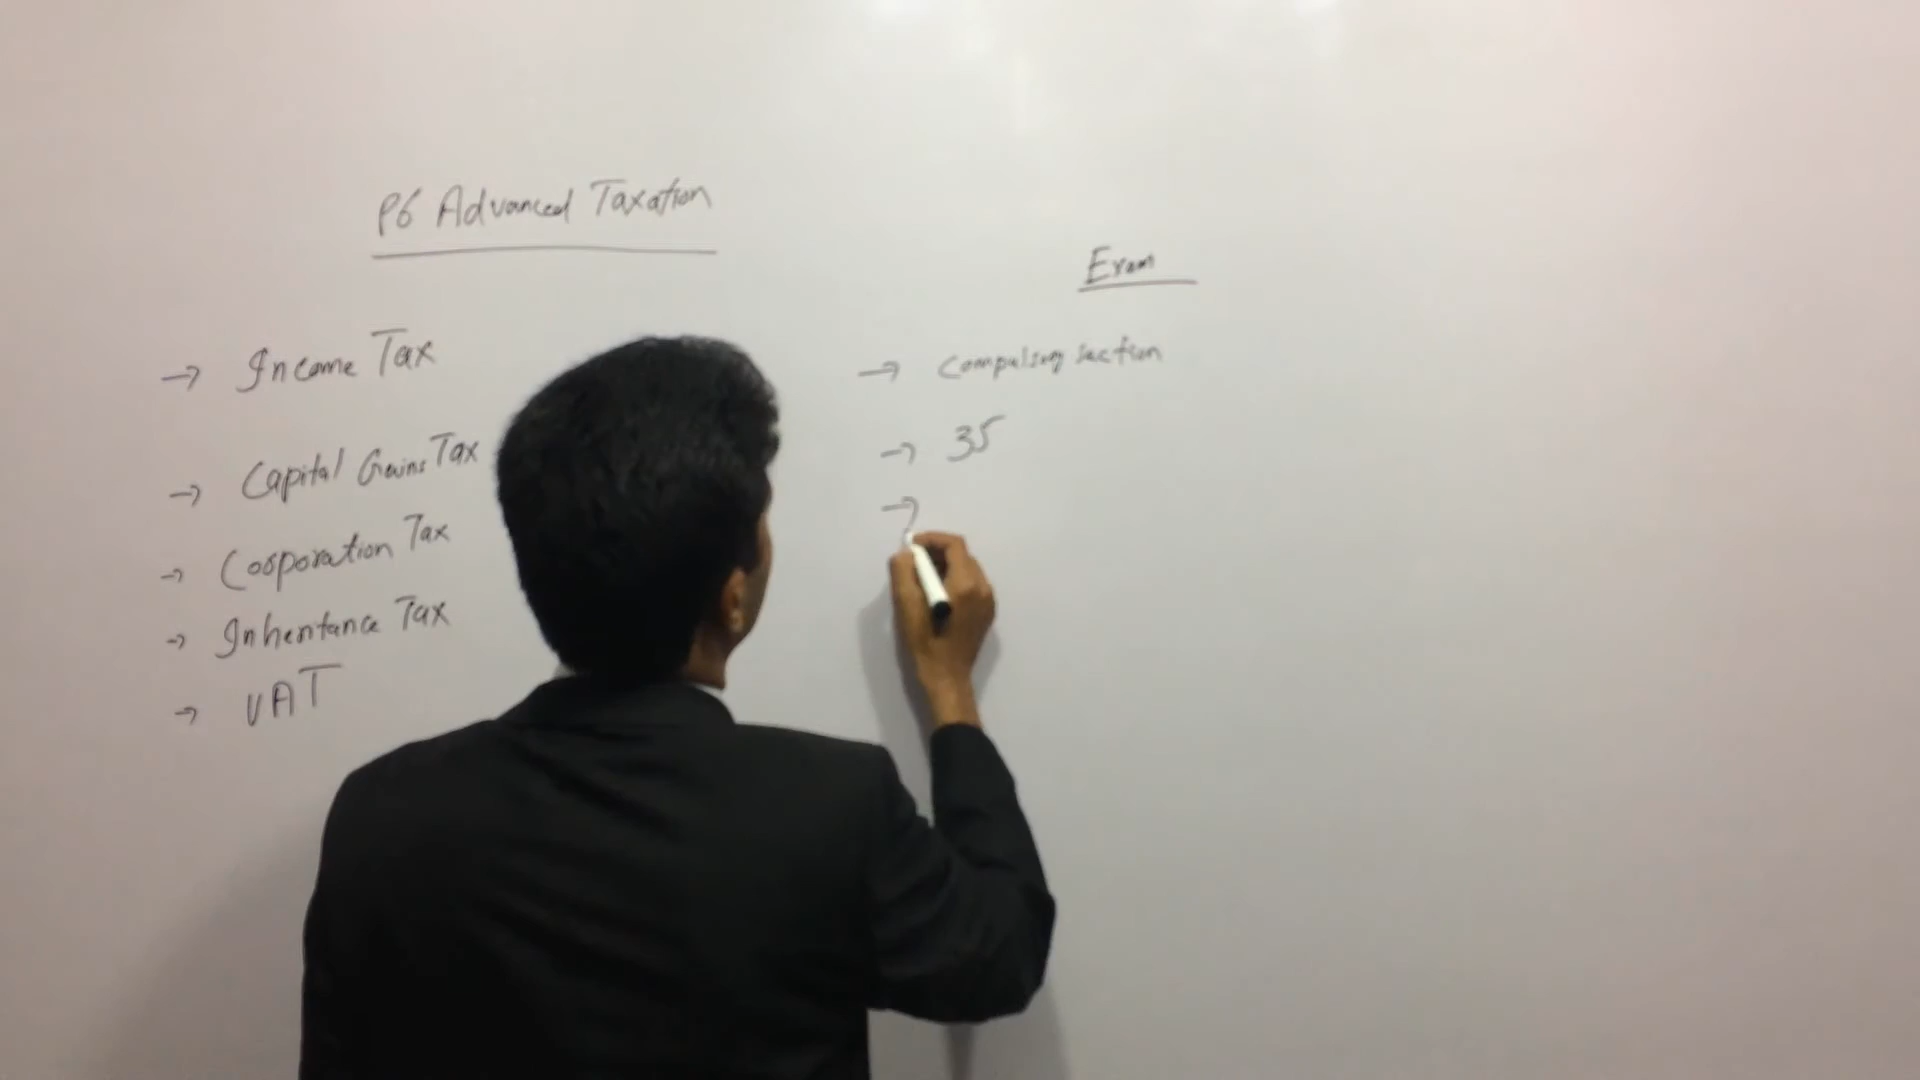 P6 Advanced Taxation
→ Income Tax
→ Capital Gains Tax
→ Corporation Tax
→ Inheritance Tax
→ VAT
Exam
→ Compulsory section
→ 35
→